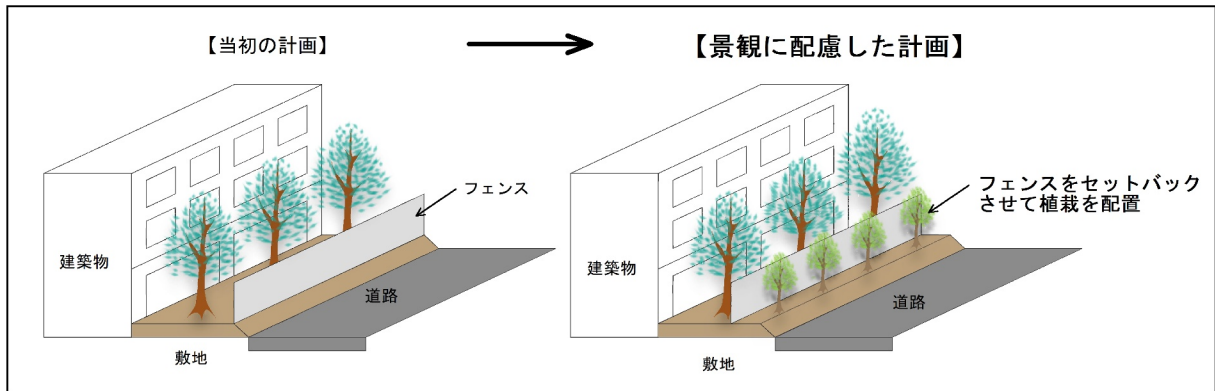 【当初の計画】
【景観に配慮した計画】
フェンス
建築物
道路
敷地
フェンスをセットバック
させて植栽を配置
建築物
道路
敷地